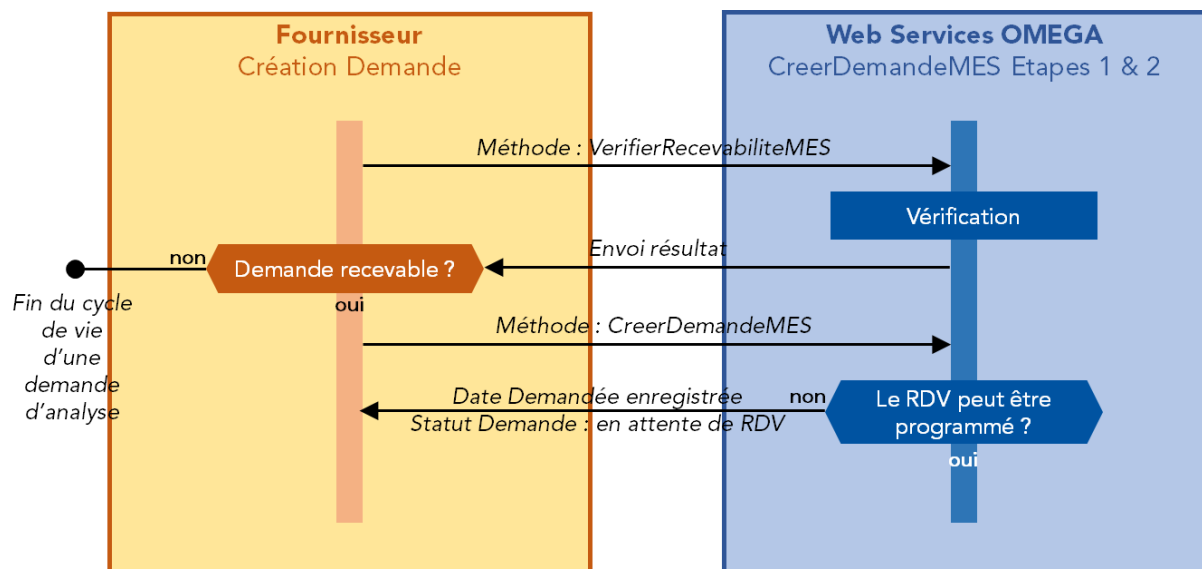 Fournisseur
Création Demande
Web Services OMEGA
CreerDemandeMES Etapes 1 & 2
Méthode : VerifierRecevabiliteMES
Vérification
Envoi résultat
non
Demande recevable ?
oui
Fin du cycle
de vie
d'une
demande
d'analyse
Méthode : CreerDemandeMES
Date Demandée enregistrée
Statut Demande : en attente de RDV
non
Le RDV peut être
programmé ?
oui